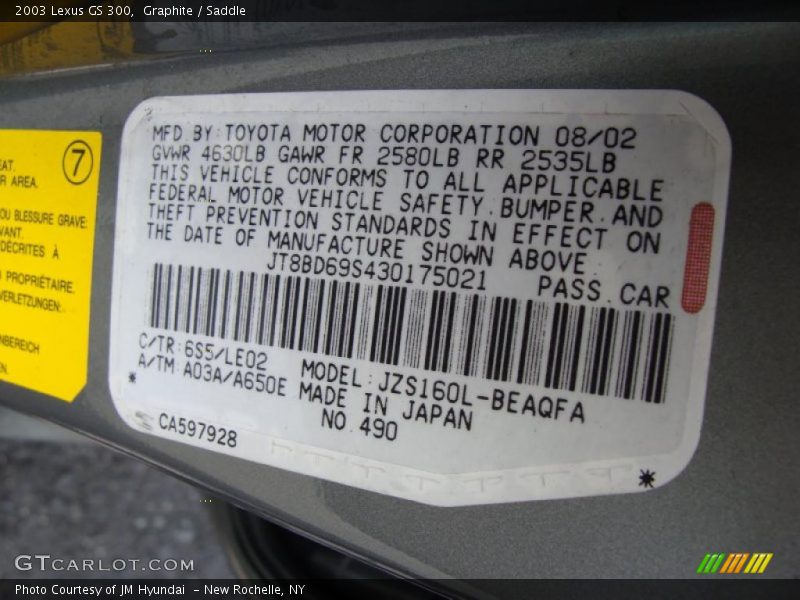 2003 Lexus GS 300, Graphite / Saddle
MFD BY: TOYOTA MOTOR CORPORATION 08/02
GVWR 4630LB GAWR FR 2580LB RR 2535LB
THIS VEHICLE CONFORMS TO ALL APPLICABLE
FEDERAL MOTOR VEHICLE SAFETY, BUMPER, AND
THEFT PREVENTION STANDARDS IN EFFECT ON
THE DATE OF MANUFACTURE SHOWN ABOVE.
JT8BD69S430175021 PASS. CAR
C/TR: 6S5/LE02
A/TM: A03A/A650E
MODEL: JZS160L-BEAQFA
MADE IN JAPAN
NO. 490
CA597928
7
AREA.
OU BLESSURE GRAVE
DÉCRITES À
PROPRIÉTAIRE.
GTCARLOT.COM
Photo Courtesy of JM Hyundai - New Rochelle, NY